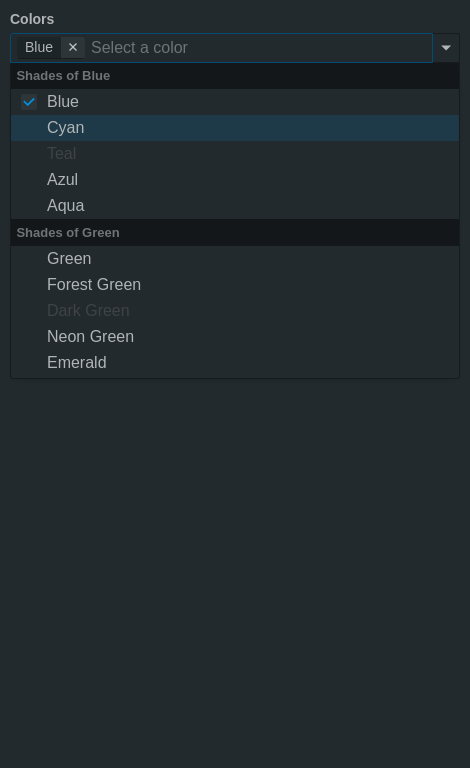 Colors
Blue ✕ Select a color
Shades of Blue
Blue
Cyan
Teal
Azul
Aqua
Shades of Green
Green
Forest Green
Dark Green
Neon Green
Emerald